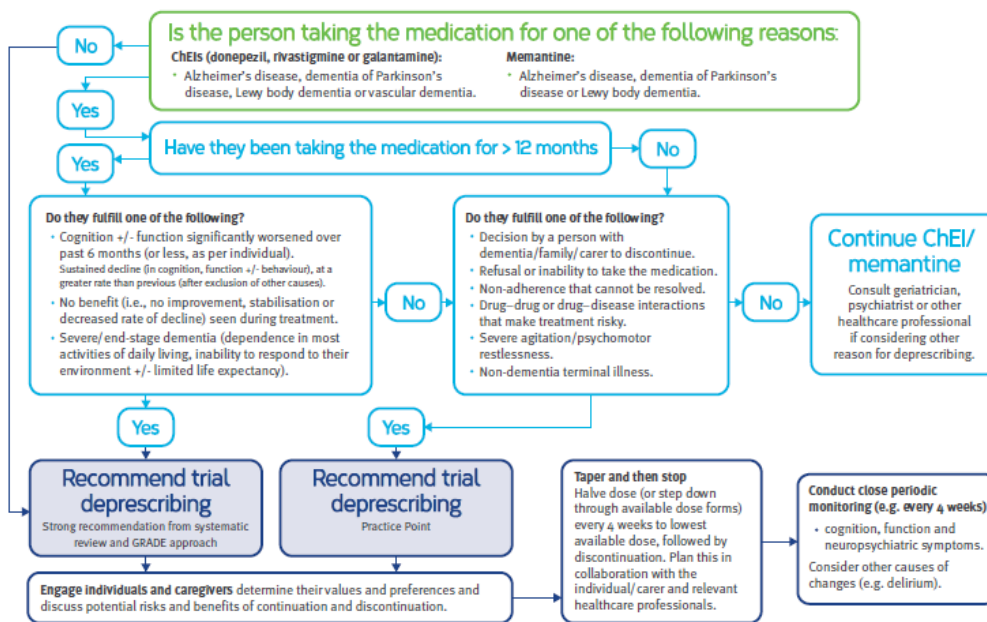 Is the person taking the medication for one of the following reasons:
No
ChEIs (donepezil, rivastigmine or galantamine):
• Alzheimer's disease, dementia of Parkinson's
disease, Lewy body dementia or vascular dementia.
Memantine:
• Alzheimer's disease, dementia of Parkinson's
disease or Lewy body dementia.
Yes
Have they been taking the medication for > 12 months
No
Yes
Do they fulfill one of the following?
• Cognition +/- function significantly worsened over
past 6 months (or less, as per individual).
Sustained decline (in cognition, function +/- behaviour), at a
greater rate than previous (after exclusion of other causes).
• No benefit (i.e., no improvement, stabilisation or
decreased rate of decline) seen during treatment.
• Severe/end-stage dementia (dependence in most
activities of daily living, inability to respond to their
environment +/- limited life expectancy).
No
Do they fulfill one of the following?
• Decision by a person with
dementia/family/carer to discontinue.
• Refusal or inability to take the medication.
• Non-adherence that cannot be resolved.
• Drug–drug or drug–disease interactions
that make treatment risky.
• Severe agitation/psychomotor
restlessness.
• Non-dementia terminal illness.
No
Continue ChEI/
memantine
Consult geriatrician,
psychiatrist or other
healthcare professional
if considering other
reason for deprescribing.
Yes
Yes
Recommend trial
deprescribing
Strong recommendation from systematic
review and GRADE approach
Recommend trial
deprescribing
Practice Point
Engage individuals and caregivers determine their values and preferences and
discuss potential risks and benefits of continuation and discontinuation.
Taper and then stop
Halve dose (or step down
through available dose forms)
every 4 weeks to lowest
available dose, followed by
discontinuation. Plan this in
collaboration with the
individual/carer and relevant
healthcare professionals.
Conduct close periodic
monitoring (e.g. every 4 weeks)
• cognition, function and
neuropsychiatric symptoms.
Consider other causes of
changes (e.g. delirium).